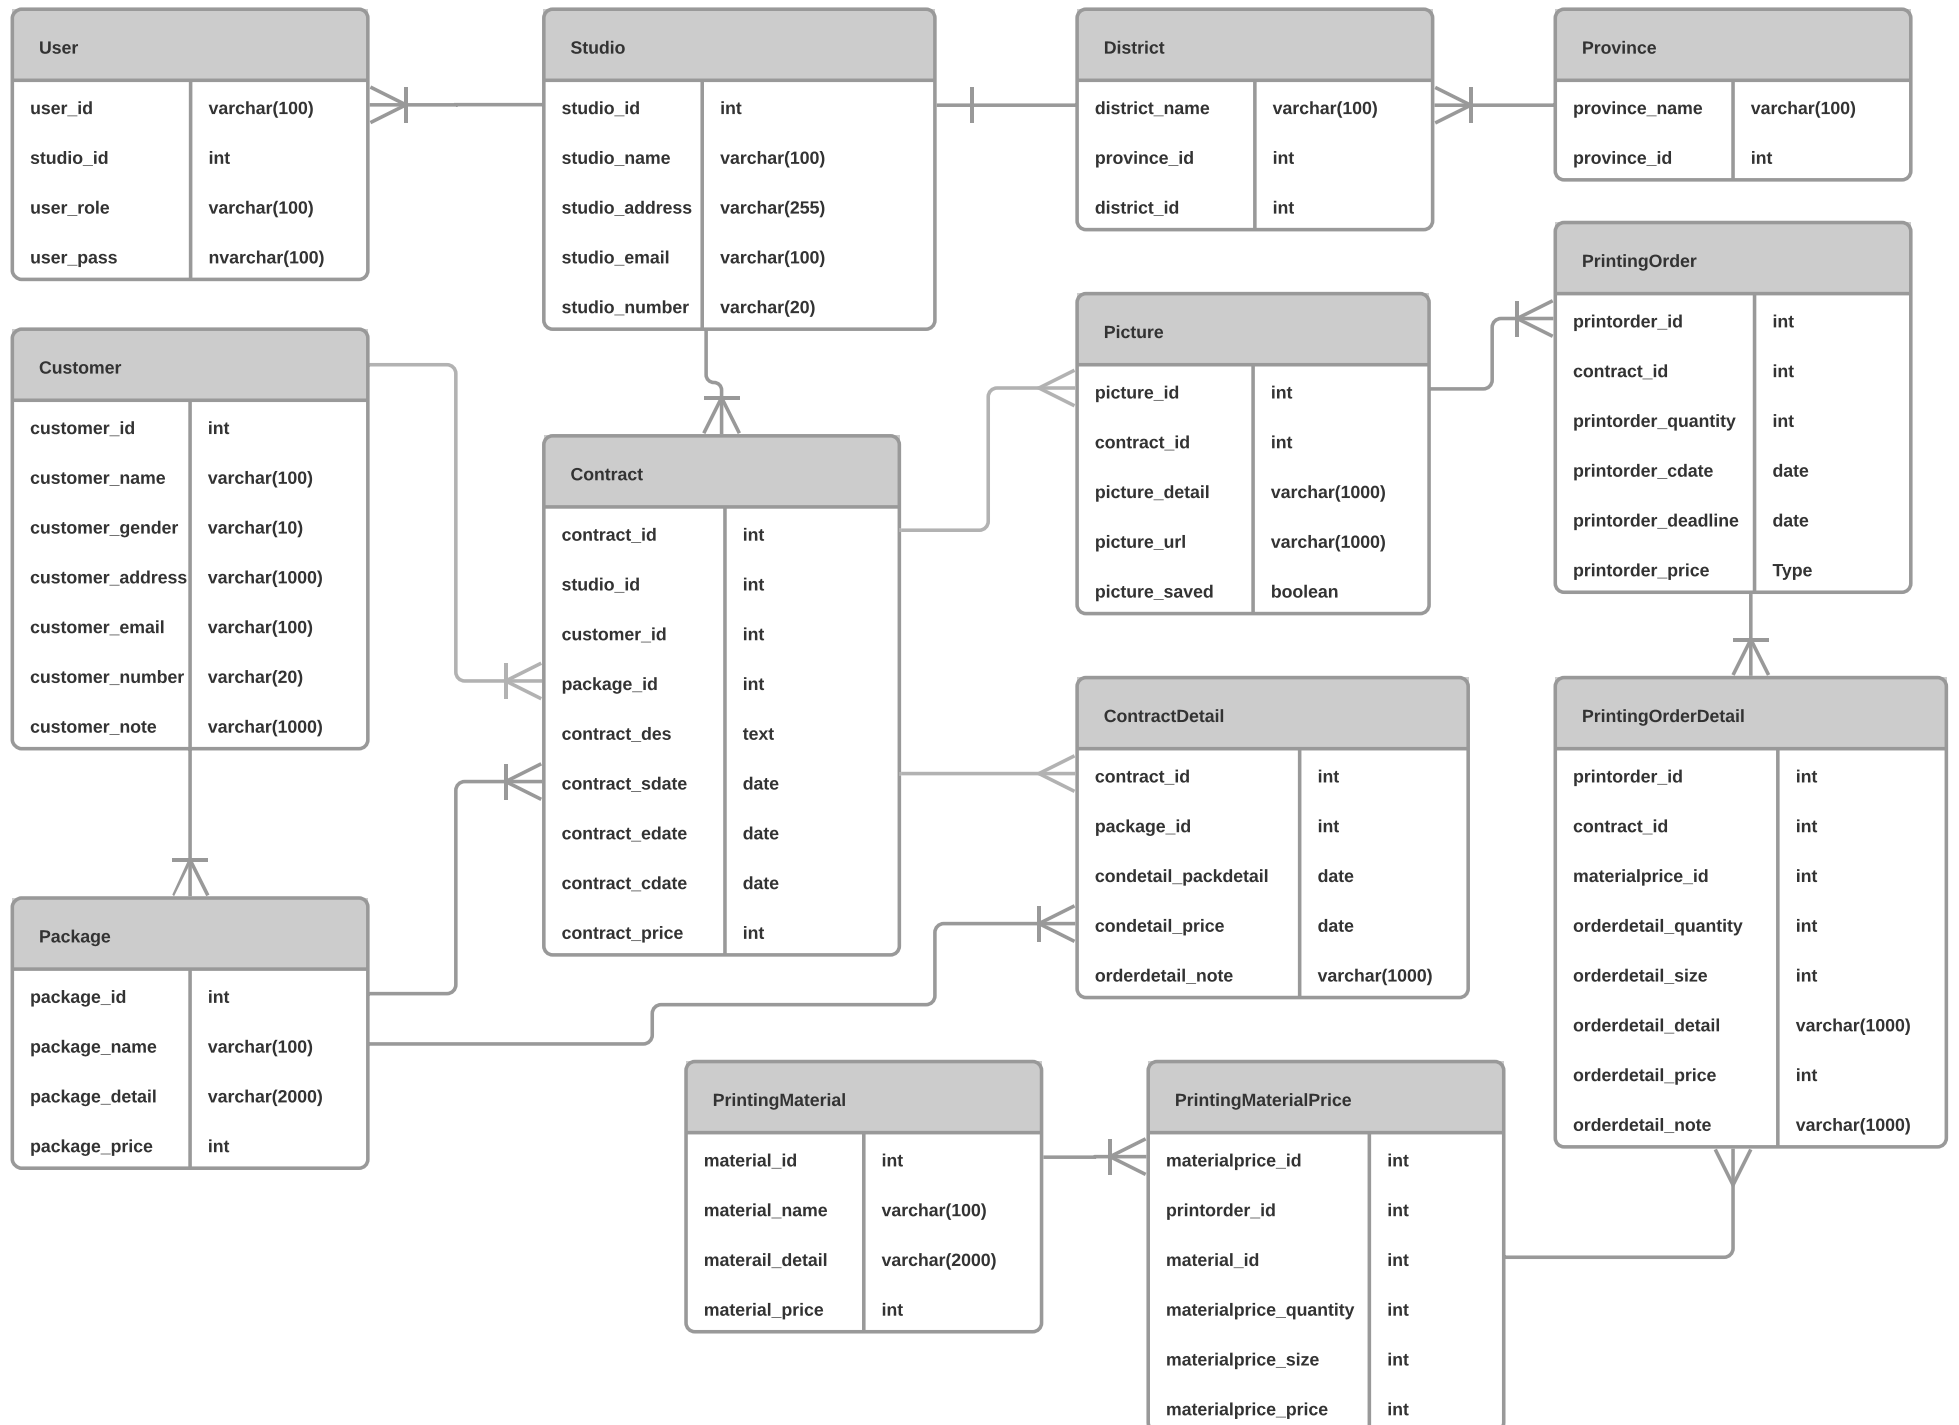 User
user_id varchar(100)
studio_id int
user_role varchar(100)
user_pass nvarchar(100)
Studio
studio_id int
studio_name varchar(100)
studio_address varchar(255)
studio_email varchar(100)
studio_number varchar(20)
District
district_name varchar(100)
province_id int
district_id int
Province
province_name varchar(100)
province_id int
Customer
customer_id int
customer_name varchar(100)
customer_gender varchar(10)
customer_address varchar(1000)
customer_email varchar(100)
customer_number varchar(20)
customer_note varchar(1000)
Contract
contract_id int
studio_id int
customer_id int
package_id int
contract_des text
contract_sdate date
contract_edate date
contract_cdate date
contract_price int
Picture
picture_id int
contract_id int
picture_detail varchar(1000)
picture_url varchar(1000)
picture_saved boolean
PrintingOrder
printorder_id int
contract_id int
printorder_quantity int
printorder_cdate date
printorder_deadline date
printorder_price Type
ContractDetail
contract_id int
package_id int
condetail_packdetail date
condetail_price date
orderdetail_note varchar(1000)
PrintingOrderDetail
printorder_id int
contract_id int
materialprice_id int
orderdetail_quantity int
orderdetail_size int
orderdetail_detail varchar(1000)
orderdetail_price int
orderdetail_note varchar(1000)
Package
package_id int
package_name varchar(100)
package_detail varchar(2000)
package_price int
PrintingMaterial
material_id int
material_name varchar(100)
materail_detail varchar(2000)
material_price int
PrintingMaterialPrice
materialprice_id int
printorder_id int
material_id int
materialprice_quantity int
materialprice_size int
materialprice_price int